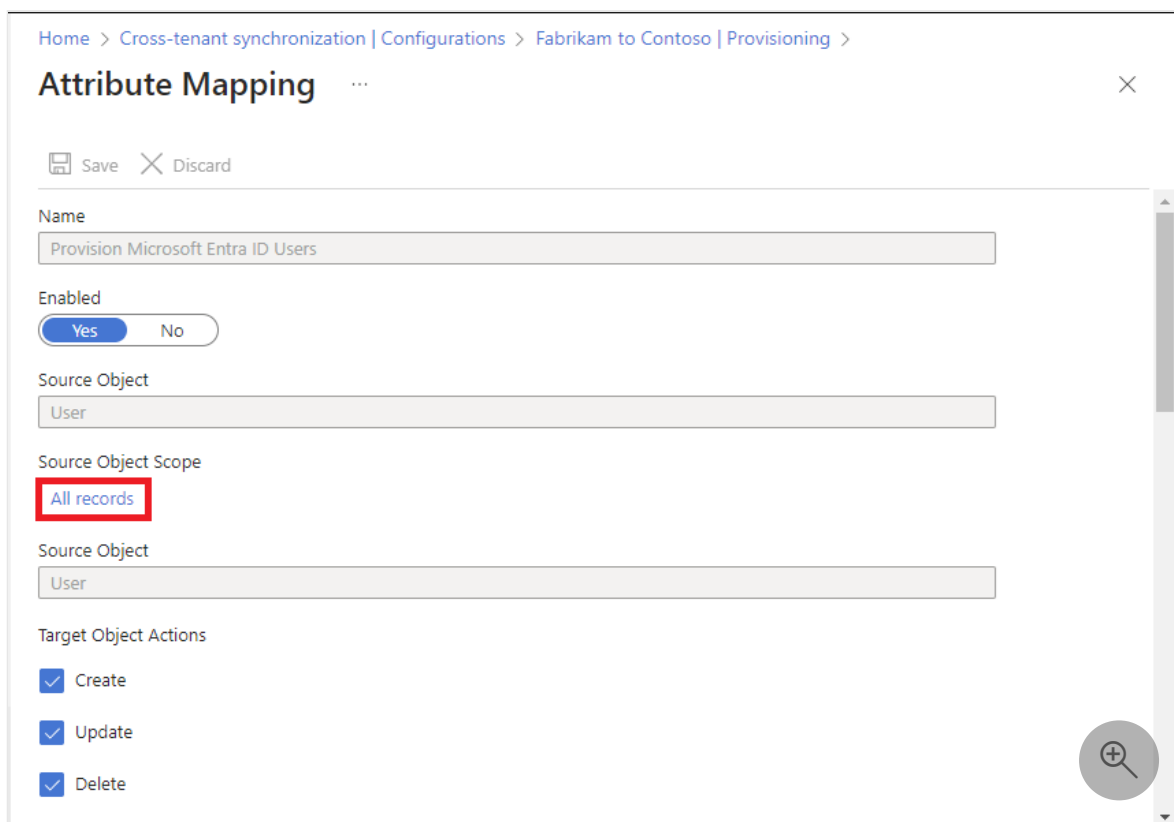 Home > Cross-tenant synchronization | Configurations > Fabrikam to Contoso | Provisioning >
Attribute Mapping ...
Save Discard
Name
Provision Microsoft Entra ID Users
Enabled
Yes No
Source Object
User
Source Object Scope
All records
Source Object
User
Target Object Actions
Create
Update
Delete